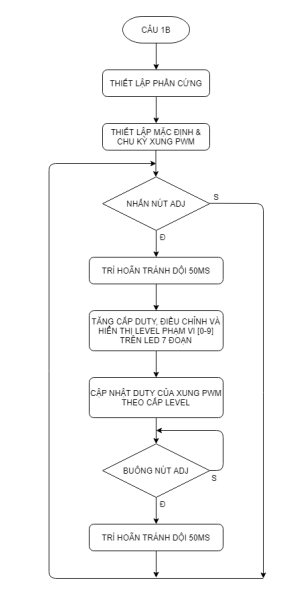 CÂU 1B
THIẾT LẬP PHẦN CỨNG
THIẾT LẬP MẶC ĐỊNH &
CHU KỲ XUNG PWM
NHẤN NÚT ADJ
S
Đ
TRÌ HOÃN TRÁNH DỘI 50MS
TĂNG CẤP DUTY, ĐIỀU CHỈNH VÀ
HIỂN THỊ LEVEL PHẠM VI [0-9]
TRÊN LED 7 ĐOẠN
CẬP NHẬT DUTY CỦA XUNG PWM
THEO CẤP LEVEL
BUÔNG NÚT ADJ
S
Đ
TRÌ HOÃN TRÁNH DỘI 50MS